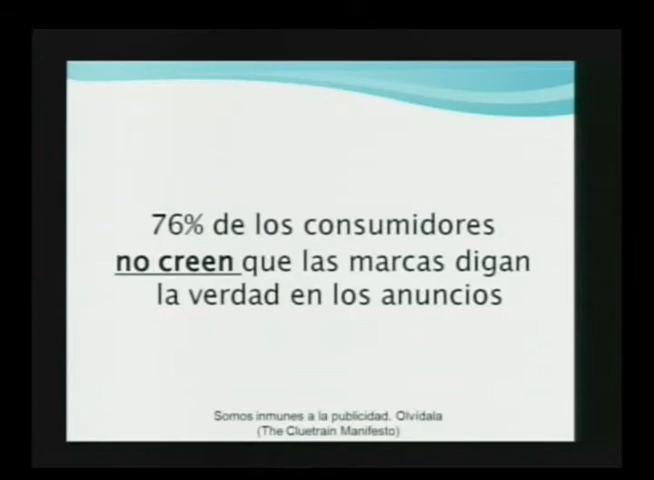 76% de los consumidores
no creen que las marcas digan
la verdad en los anuncios
Somos inmunes a la publicidad. Olvídala
(The Cluetrain Manifesto)